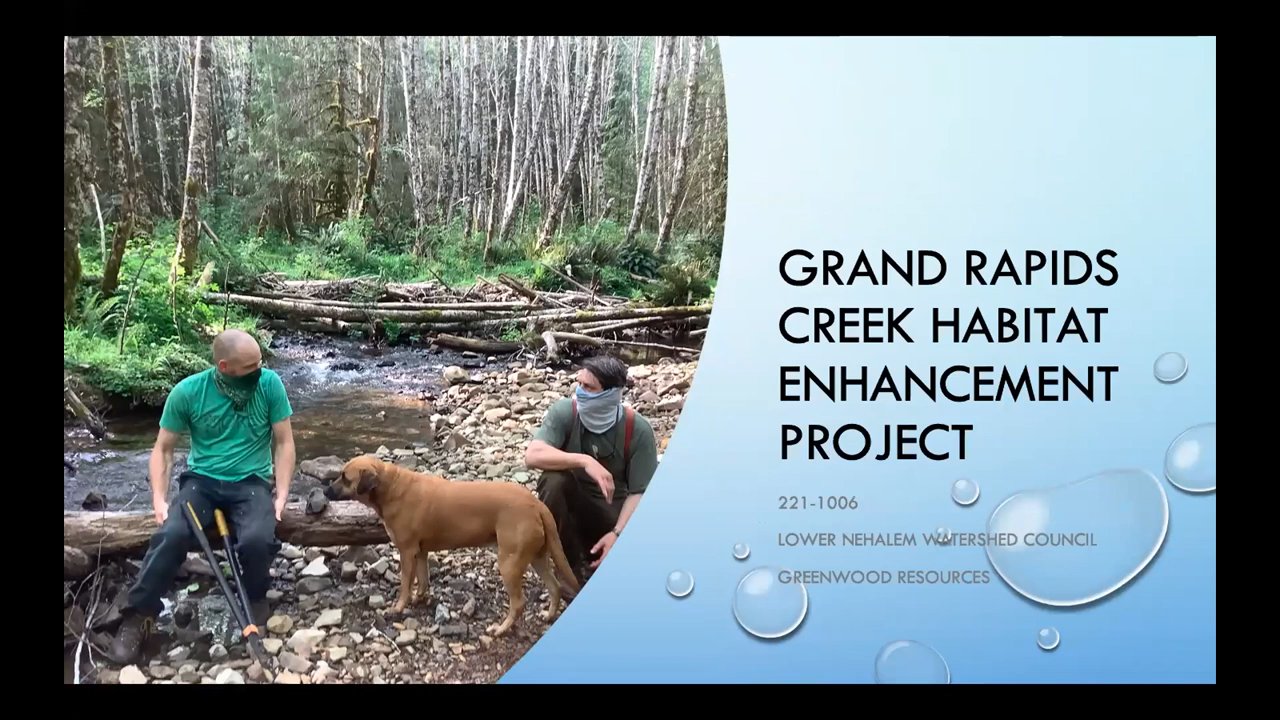 GRAND RAPIDS
CREEK HABITAT
ENHANCEMENT
PROJECT
221-1006
LOWER NEHALEM WATERSHED COUNCIL
GREENWOOD RESOURCES